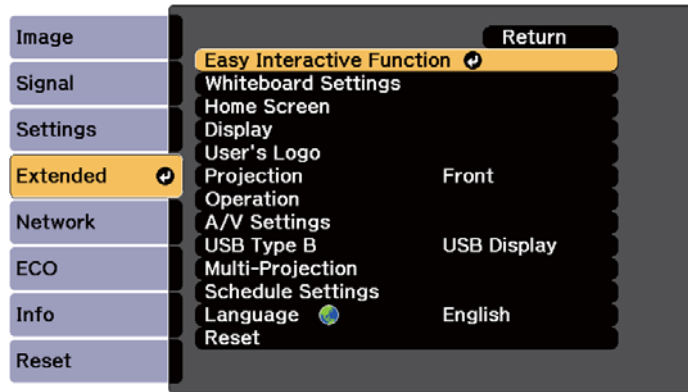 Image
Signal
Settings
Extended
Network
ECO
Info
Reset
Return
Easy Interactive Function
Whiteboard Settings
Home Screen
Display
User's Logo
Projection Front
Operation
A/V Settings
USB Type B USB Display
Multi-Projection
Schedule Settings
Language English
Reset